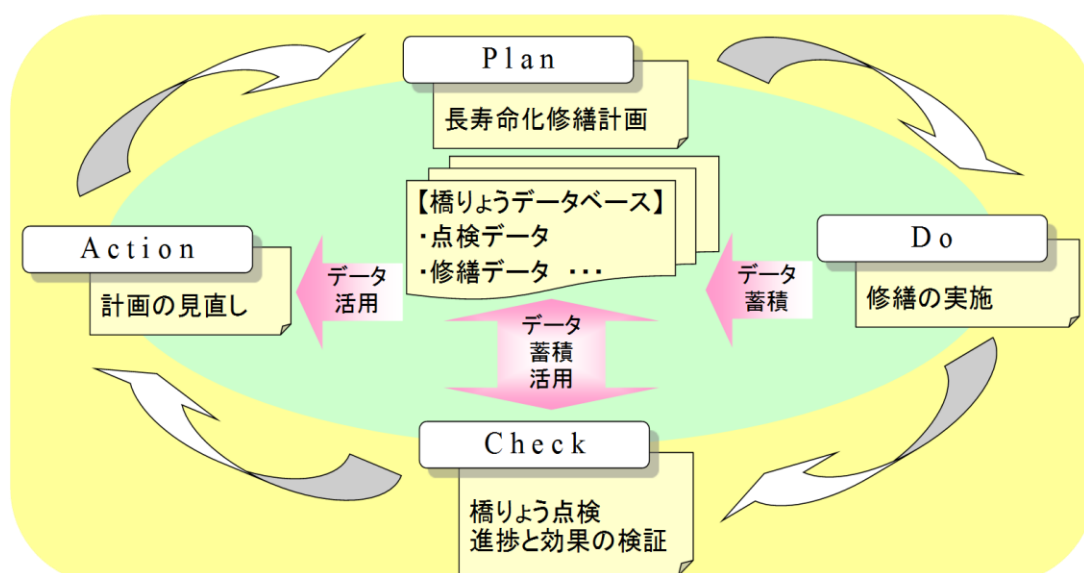 Plan
長寿命化修繕計画
【橋りょうデータベース】
・点検データ
・修繕データ ・・・
Action
計画の見直し
データ
活用
データ
蓄積
Do
修繕の実施
データ
蓄積
活用
Check
橋りょう点検
進捗と効果の検証